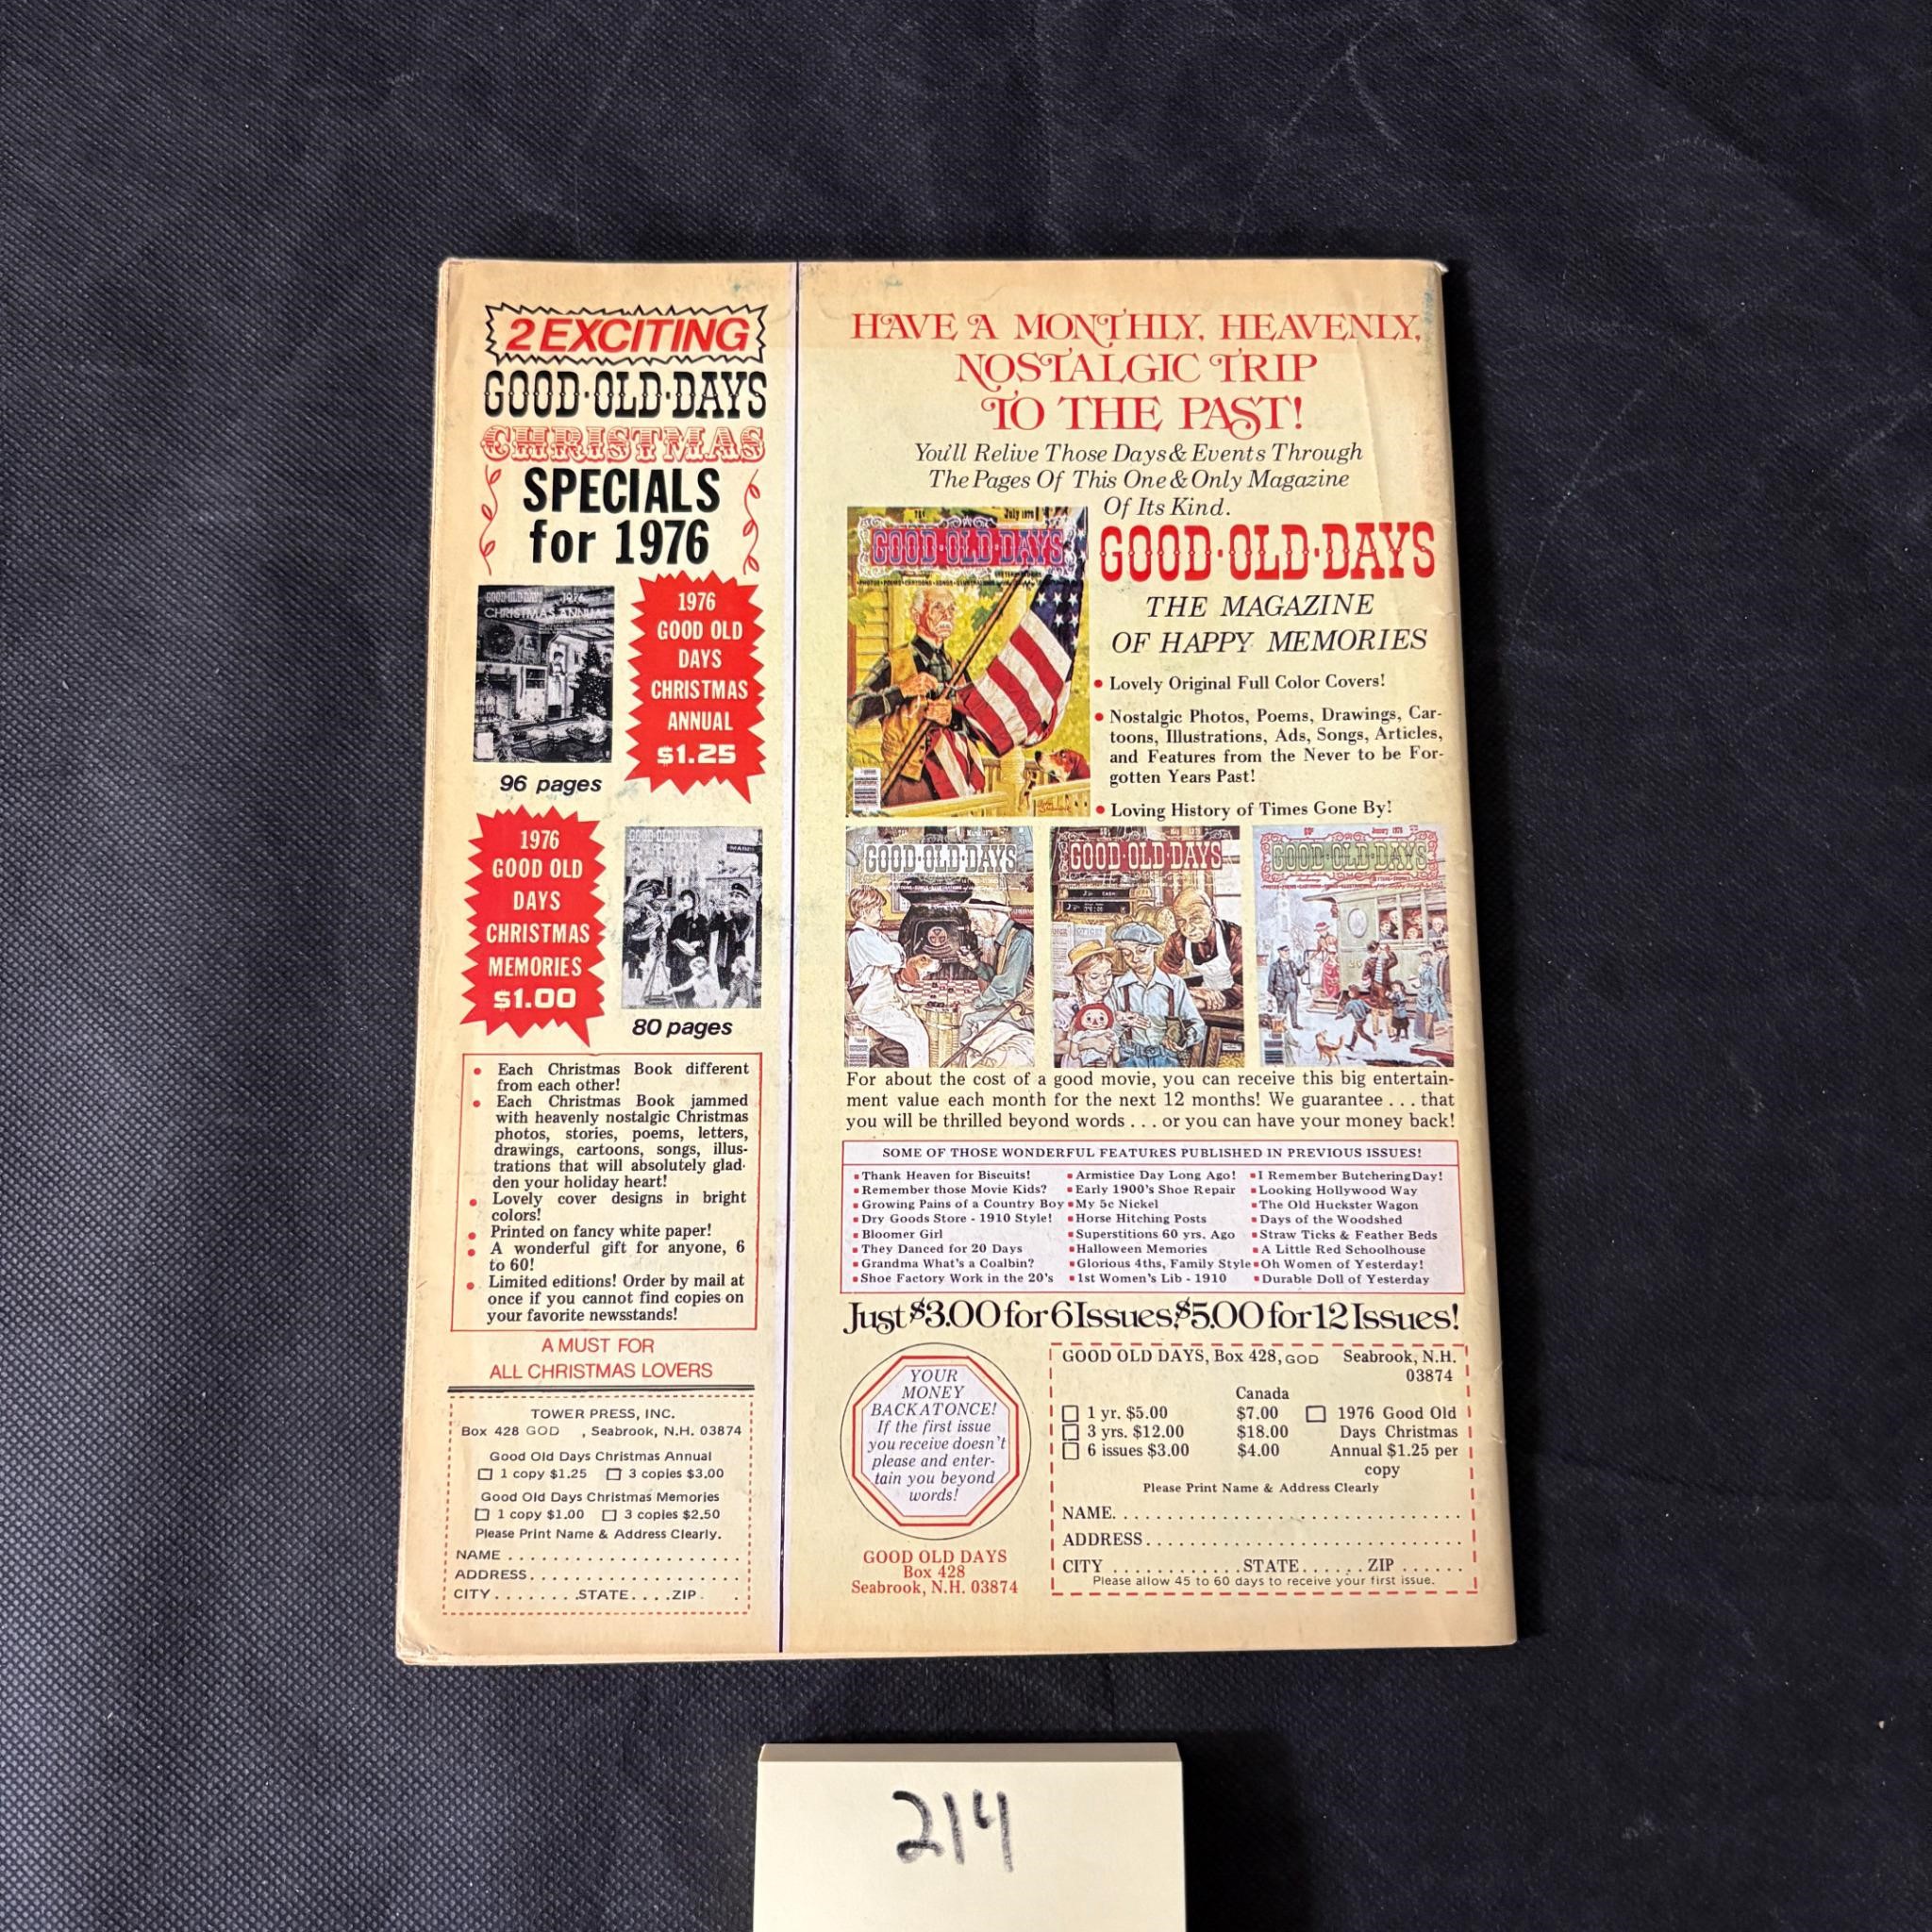 2 EXCITING
GOOD·OLD·DAYS
CHRISTMAS
SPECIALS
for 1976
GOOD·OLD·DAYS 1976
CHRISTMAS ANNUAL
1976
GOOD OLD
DAYS
CHRISTMAS
ANNUAL
$1.25
96 pages
1976
GOOD OLD
DAYS
CHRISTMAS
MEMORIES
$1.00
80 pages
• Each Christmas Book different
from each other!
• Each Christmas Book jammed
with heavenly nostalgic Christmas
photos, stories, poems, letters,
drawings, cartoons, songs, illus-
trations that will absolutely glad-
den your holiday heart!
• Lovely cover designs in bright
colors!
• Printed on fancy white paper!
• A wonderful gift for anyone, 6
to 60!
• Limited editions! Order by mail at
once if you cannot find copies on
your favorite newsstands!
A MUST FOR
ALL CHRISTMAS LOVERS
TOWER PRESS, INC.
Box 428 GOD , Seabrook, N.H. 03874
Good Old Days Christmas Annual
1 copy $1.25 3 copies $3.00
Good Old Days Christmas Memories
1 copy $1.00 3 copies $2.50
Please Print Name & Address Clearly.
NAME
ADDRESS
CITY STATE ZIP
HAVE A MONTHLY, HEAVENLY,
NOSTALGIC TRIP
TO THE PAST!
You'll Relive Those Days & Events Through
The Pages Of This One & Only Magazine
Of Its Kind.
July 1976
GOOD·OLD·DAYS
GOOD·OLD·DAYS
THE MAGAZINE
OF HAPPY MEMORIES
• Lovely Original Full Color Covers!
• Nostalgic Photos, Poems, Drawings, Car-
toons, Illustrations, Ads, Songs, Articles,
and Features from the Never to be For-
gotten Years Past!
• Loving History of Times Gone By!
GOOD·OLD·DAYS
GOOD·OLD·DAYS
January 1976
GOOD·OLD·DAYS
For about the cost of a good movie, you can receive this big entertain-
ment value each month for the next 12 months! We guarantee . . . that
you will be thrilled beyond words . . . or you can have your money back!
SOME OF THOSE WONDERFUL FEATURES PUBLISHED IN PREVIOUS ISSUES!
Thank Heaven for Biscuits!
Remember those Movie Kids?
Growing Pains of a Country Boy
Dry Goods Store - 1910 Style!
Bloomer Girl
They Danced for 20 Days
Grandma What's a Coalbin?
Shoe Factory Work in the 20's
Armistice Day Long Ago!
Early 1900's Shoe Repair
My 5c Nickel
Horse Hitching Posts
Superstitions 60 yrs. Ago
Halloween Memories
Glorious 4ths, Family Style
1st Women's Lib - 1910
I Remember Butchering Day!
Looking Hollywood Way
The Old Huckster Wagon
Days of the Woodshed
Straw Ticks & Feather Beds
A Little Red Schoolhouse
Oh Women of Yesterday!
Durable Doll of Yesterday
Just $3.00 for 6 Issues, $5.00 for 12 Issues!
YOUR
MONEY
BACK AT ONCE!
If the first issue
you receive doesn't
please and enter-
tain you beyond
words!
GOOD OLD DAYS
Box 428
Seabrook, N.H. 03874
GOOD OLD DAYS, Box 428, GOD Seabrook, N.H.
03874
Canada
1 yr. $5.00 $7.00
3 yrs. $12.00 $18.00
6 issues $3.00 $4.00
1976 Good Old
Days Christmas
Annual $1.25 per
copy
Please Print Name & Address Clearly
NAME
ADDRESS
CITY STATE ZIP
Please allow 45 to 60 days to receive your first issue.
214